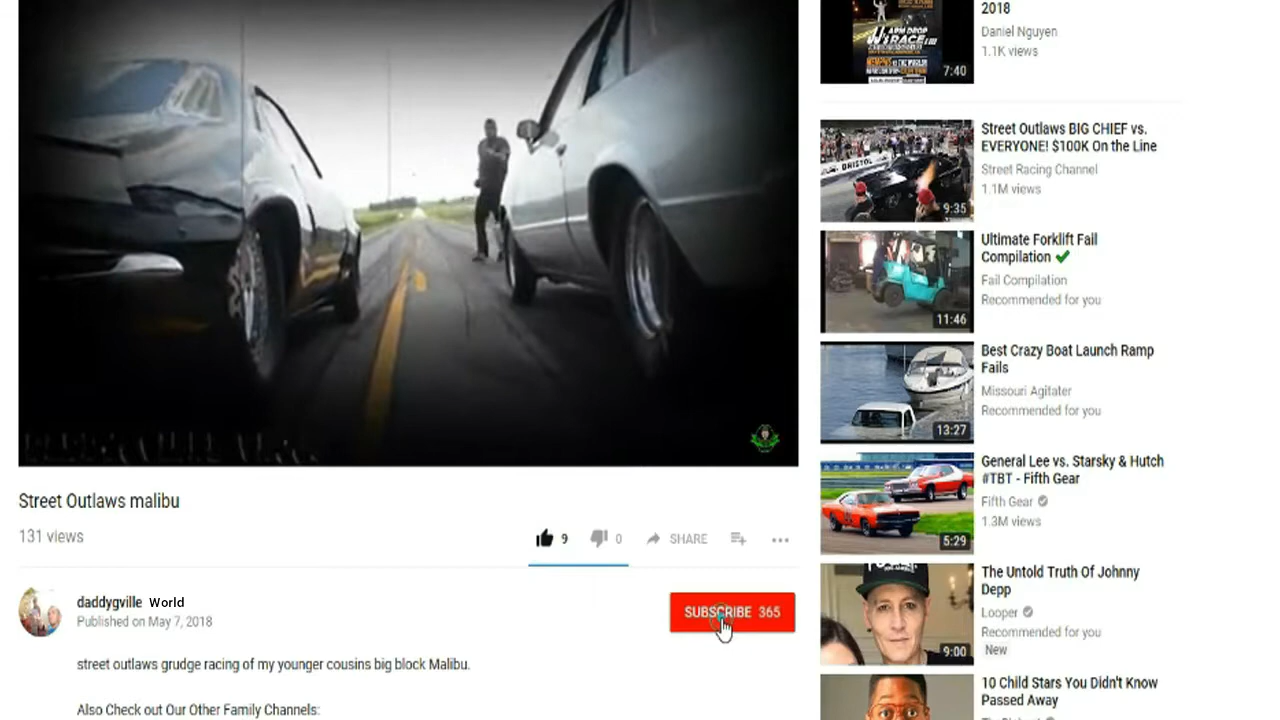 Street Outlaws malibu
131 views
9
0
SHARE
daddygville World
Published on May 7, 2018
SUBSCRIBE 365
street outlaws grudge racing of my younger cousins big block Malibu.
Also Check out Our Other Family Channels:
2018
Daniel Nguyen
1.1K views
ARM DROP
RACE
7:40
Street Outlaws BIG CHIEF vs.
EVERYONE! $100K On the Line
Street Racing Channel
1.1M views
BRISTOL
9:35
Ultimate Forklift Fail
Compilation
Fail Compilation
Recommended for you
11:46
Best Crazy Boat Launch Ramp
Fails
Missouri Agitater
Recommended for you
13:27
General Lee vs. Starsky & Hutch
#TBT - Fifth Gear
Fifth Gear
1.3M views
5:29
The Untold Truth Of Johnny
Depp
Looper
Recommended for you
New
9:00
10 Child Stars You Didn't Know
Passed Away